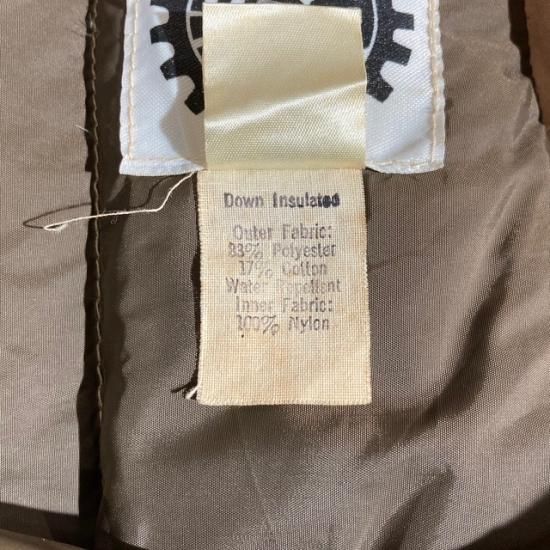 Down Insulated
Outer Fabric:
83% Polyester
17% Cotton
Water Repellent
Inner Fabric:
100% Nylon